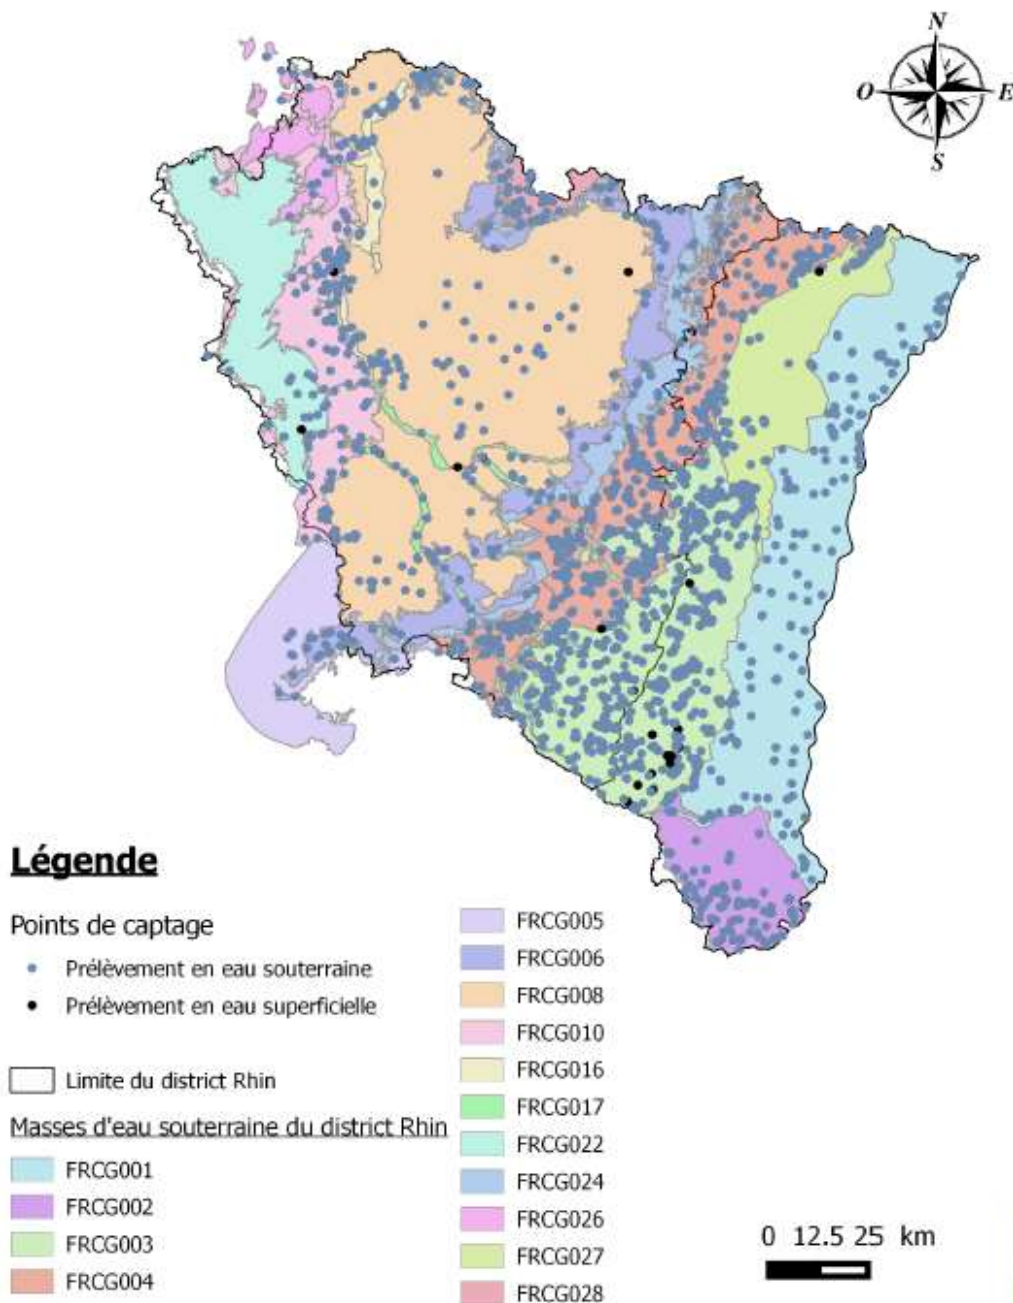 N
O
E
S
Légende
Points de captage
Prélèvement en eau souterraine
Prélèvement en eau superficielle
Limite du district Rhin
Masses d'eau souterraine du district Rhin
FRCG001
FRCG002
FRCG003
FRCG004
FRCG005
FRCG006
FRCG008
FRCG010
FRCG016
FRCG017
FRCG022
FRCG024
FRCG026
FRCG027
FRCG028
0 12.5 25 km